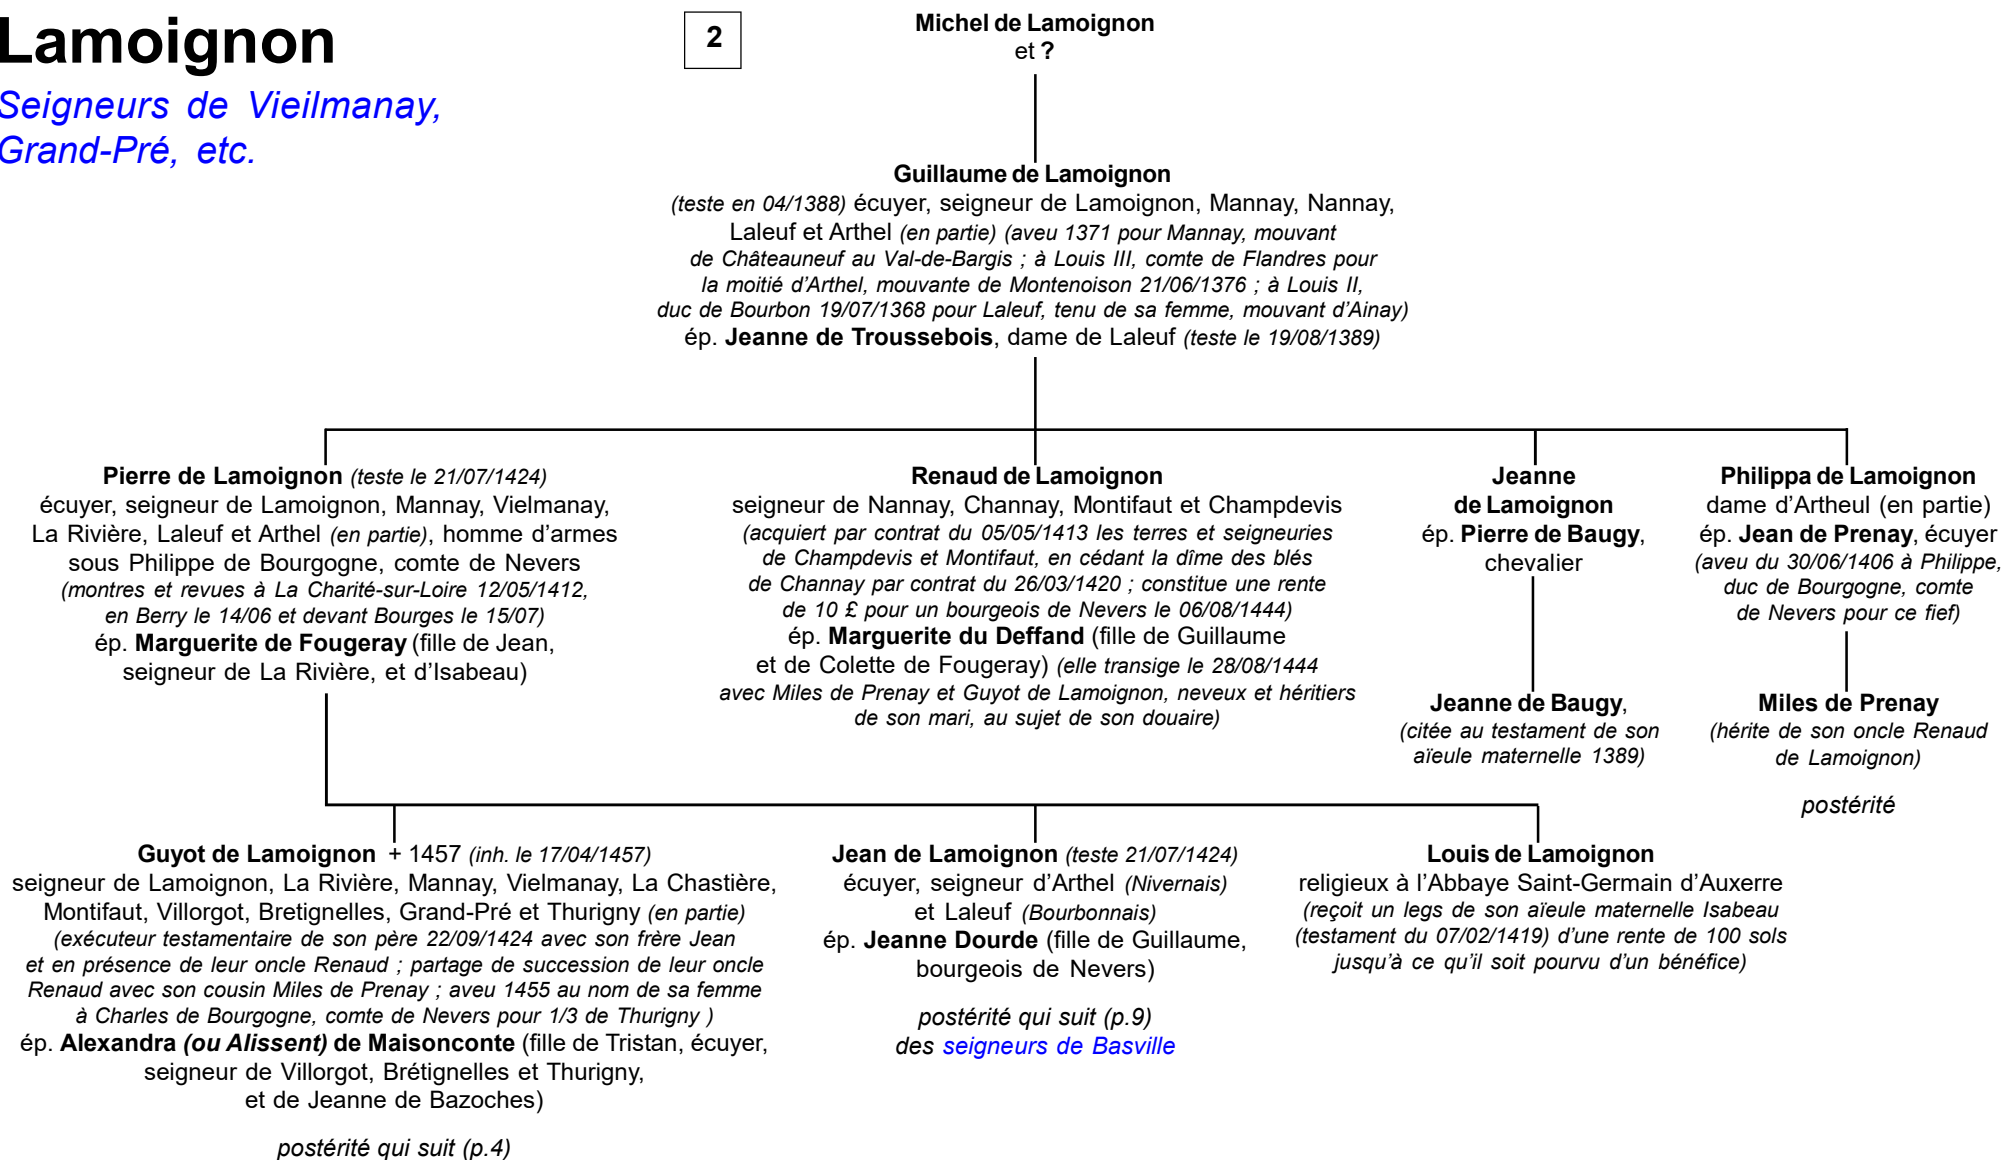 Lamoignon
Seigneurs de Vieilmanay,
Grand-Pré, etc.
2
Michel de Lamoignon
et ?
Guillaume de Lamoignon
(teste en 04/1388) écuyer, seigneur de Lamoignon, Mannay, Nannay,
Laleuf et Arthel (en partie) (aveu 1371 pour Mannay, mouvant
de Châteauneuf au Val-de-Bargis ; à Louis III, comte de Flandres pour
la moitié d’Arthel, mouvante de Montenoison 21/06/1376 ; à Louis II,
duc de Bourbon 19/07/1368 pour Laleuf, tenu de sa femme, mouvant d’Ainay)
ép. Jeanne de Troussebois, dame de Laleuf (teste le 19/08/1389)
Pierre de Lamoignon (teste le 21/07/1424)
écuyer, seigneur de Lamoignon, Mannay, Vielmanay,
La Rivière, Laleuf et Arthel (en partie), homme d’armes
sous Philippe de Bourgogne, comte de Nevers
(montres et revues à La Charité-sur-Loire 12/05/1412,
en Berry le 14/06 et devant Bourges le 15/07)
ép. Marguerite de Fougeray (fille de Jean,
seigneur de La Rivière, et d’Isabeau)
Renaud de Lamoignon
seigneur de Nannay, Channay, Montifaut et Champdevis
(acquiert par contrat du 05/05/1413 les terres et seigneuries
de Champdevis et Montifaut, en cédant la dîme des blés
de Channay par contrat du 26/03/1420 ; constitue une rente
de 10 £ pour un bourgeois de Nevers le 06/08/1444)
ép. Marguerite du Deffand (fille de Guillaume
et de Colette de Fougeray) (elle transige le 28/08/1444
avec Miles de Prenay et Guyot de Lamoignon, neveux et héritiers
de son mari, au sujet de son douaire)
Jeanne
de Lamoignon
ép. Pierre de Baugy,
chevalier
Jeanne de Baugy,
(citée au testament de son
aïeule maternelle 1389)
Philippa de Lamoignon
dame d’Artheul (en partie)
ép. Jean de Prenay, écuyer
(aveu du 30/06/1406 à Philippe,
duc de Bourgogne, comte
de Nevers pour ce fief)
Miles de Prenay
(hérite de son oncle Renaud
de Lamoignon)
postérité
Guyot de Lamoignon + 1457 (inh. le 17/04/1457)
seigneur de Lamoignon, La Rivière, Mannay, Vielmanay, La Chastière,
Montifaut, Villorgot, Bretignelles, Grand-Pré et Thurigny (en partie)
(exécuteur testamentaire de son père 22/09/1424 avec son frère Jean
et en présence de leur oncle Renaud ; partage de succession de leur oncle
Renaud avec son cousin Miles de Prenay ; aveu 1455 au nom de sa femme
à Charles de Bourgogne, comte de Nevers pour 1/3 de Thurigny )
ép. Alexandra (ou Alissent) de Maisonconte (fille de Tristan, écuyer,
seigneur de Villorgot, Brétignelles et Thurigny,
et de Jeanne de Bazoches)
postérité qui suit (p.4)
Jean de Lamoignon (teste 21/07/1424)
écuyer, seigneur d’Arthel (Nivernais)
et Laleuf (Bourbonnais)
ép. Jeanne Dourde (fille de Guillaume,
bourgeois de Nevers)
postérité qui suit (p.9)
des seigneurs de Basville
Louis de Lamoignon
religieux à l’Abbaye Saint-Germain d’Auxerre
(reçoit un legs de son aïeule maternelle Isabeau
(testament du 07/02/1419) d’une rente de 100 sols
jusqu’à ce qu’il soit pourvu d’un bénéfice)